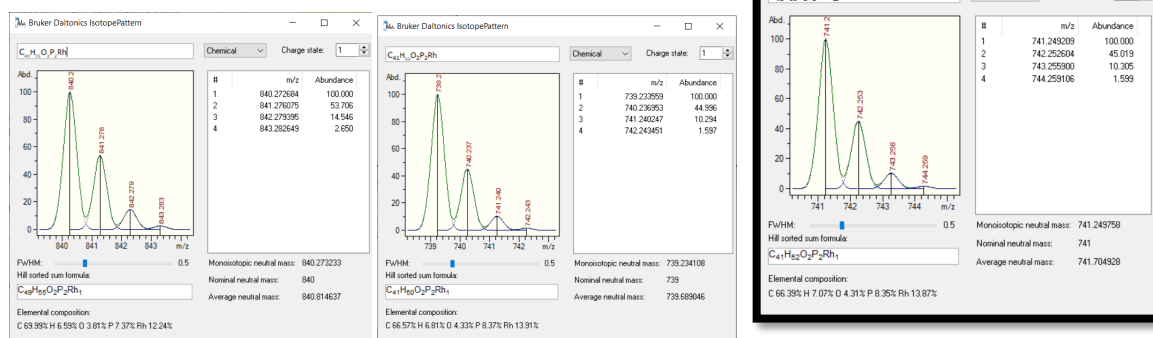 Bruker Daltonics IsotopePattern
C₄₉H₅₅O₂P₂Rh
Chemical
Charge state: 1
Abd.
100
80
60
40
20
0
840.2
841.276
842.279
843.283
840 841 842 843 m/z
# m/z Abundance
1 840.272684 100.000
2 841.276075 53.706
3 842.279395 14.546
4 843.282649 2.650
FWHM: 0.5
Hill sorted sum formula:
C₄₉H₅₅O₂P₂Rh₁
Monoisotopic neutral mass: 840.273233
Nominal neutral mass: 840
Average neutral mass: 840.814637
Elemental composition:
C 69.99% H 6.59% O 3.81% P 7.37% Rh 12.24%
Bruker Daltonics IsotopePattern
C₄₁H₅₀O₂P₂Rh
Chemical
Charge state: 1
Abd.
100
80
60
40
20
0
739.2
740.237
741.240
742.243
739 740 741 742 m/z
# m/z Abundance
1 739.233559 100.000
2 740.236953 44.996
3 741.240247 10.294
4 742.243451 1.597
FWHM: 0.5
Hill sorted sum formula:
C₄₁H₅₀O₂P₂Rh₁
Monoisotopic neutral mass: 739.234108
Nominal neutral mass: 739
Average neutral mass: 739.689046
Elemental composition:
C 66.57% H 6.81% O 4.33% P 8.37% Rh 13.91%
Abd.
100
80
60
40
20
0
741.2
742.253
743.256
744.259
741 742 743 744 m/z
# m/z Abundance
1 741.249209 100.000
2 742.252604 45.019
3 743.255900 10.305
4 744.259106 1.599
FWHM: 0.5
Hill sorted sum formula:
C₄₁H₅₂O₂P₂Rh₁
Monoisotopic neutral mass: 741.249758
Nominal neutral mass: 741
Average neutral mass: 741.704928
Elemental composition:
C 66.39% H 7.07% O 4.31% P 8.35% Rh 13.87%